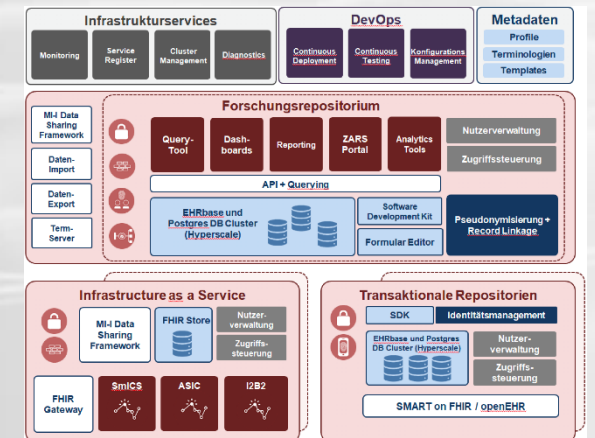 Infrastrukturservices
Monitoring
Service
Register
Cluster
Management
Diagnostics
DevOps
Continuous
Deployment
Continuous
Testing
Konfigurations
Management
Metadaten
Profile
Terminologien
Templates
Forschungsrepositorium
MI-I Data
Sharing
Framework
Daten-
Import
Daten-
Export
Term-
Server
Query-
Tool
Dash-
boards
Reporting
ZARS
Portal
Analytics
Tools
Nutzerverwaltung
Zugriffssteuerung
API + Querying
EHRbase und
Postgres DB Cluster
(Hyperscale)
Software
Development Kit
Formular Editor
Pseudonymisierung +
Record Linkage
Infrastructure as a Service
MI-I Data
Sharing
Framework
FHIR Store
Nutzer-
verwaltung
Zugriffs-
steuerung
FHIR
Gateway
SmICS
ASIC
I2B2
Transaktionale Repositorien
SDK
Identitätsmanagement
EHRbase und Postgres
DB Cluster (Hyperscale)
Nutzer-
verwaltung
Zugriffs-
steuerung
SMART on FHIR / openEHR